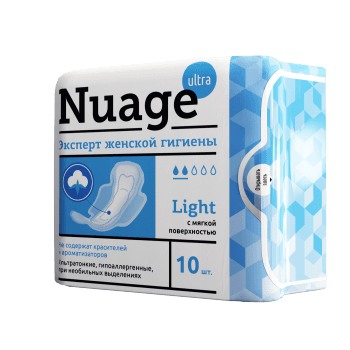 ultra
Nuage
Эксперт женской гигиены
Light
с мягкой
поверхностью
не содержат красителей
и ароматизаторов
Ультратонкие, гипоаллергенные,
при необильных выделениях
10 шт.